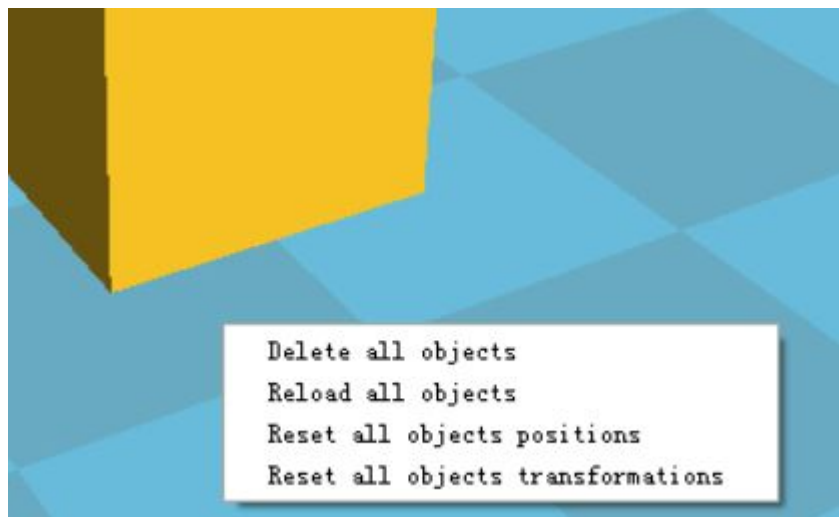 Delete all objects
Reload all objects
Reset all objects positions
Reset all objects transformations